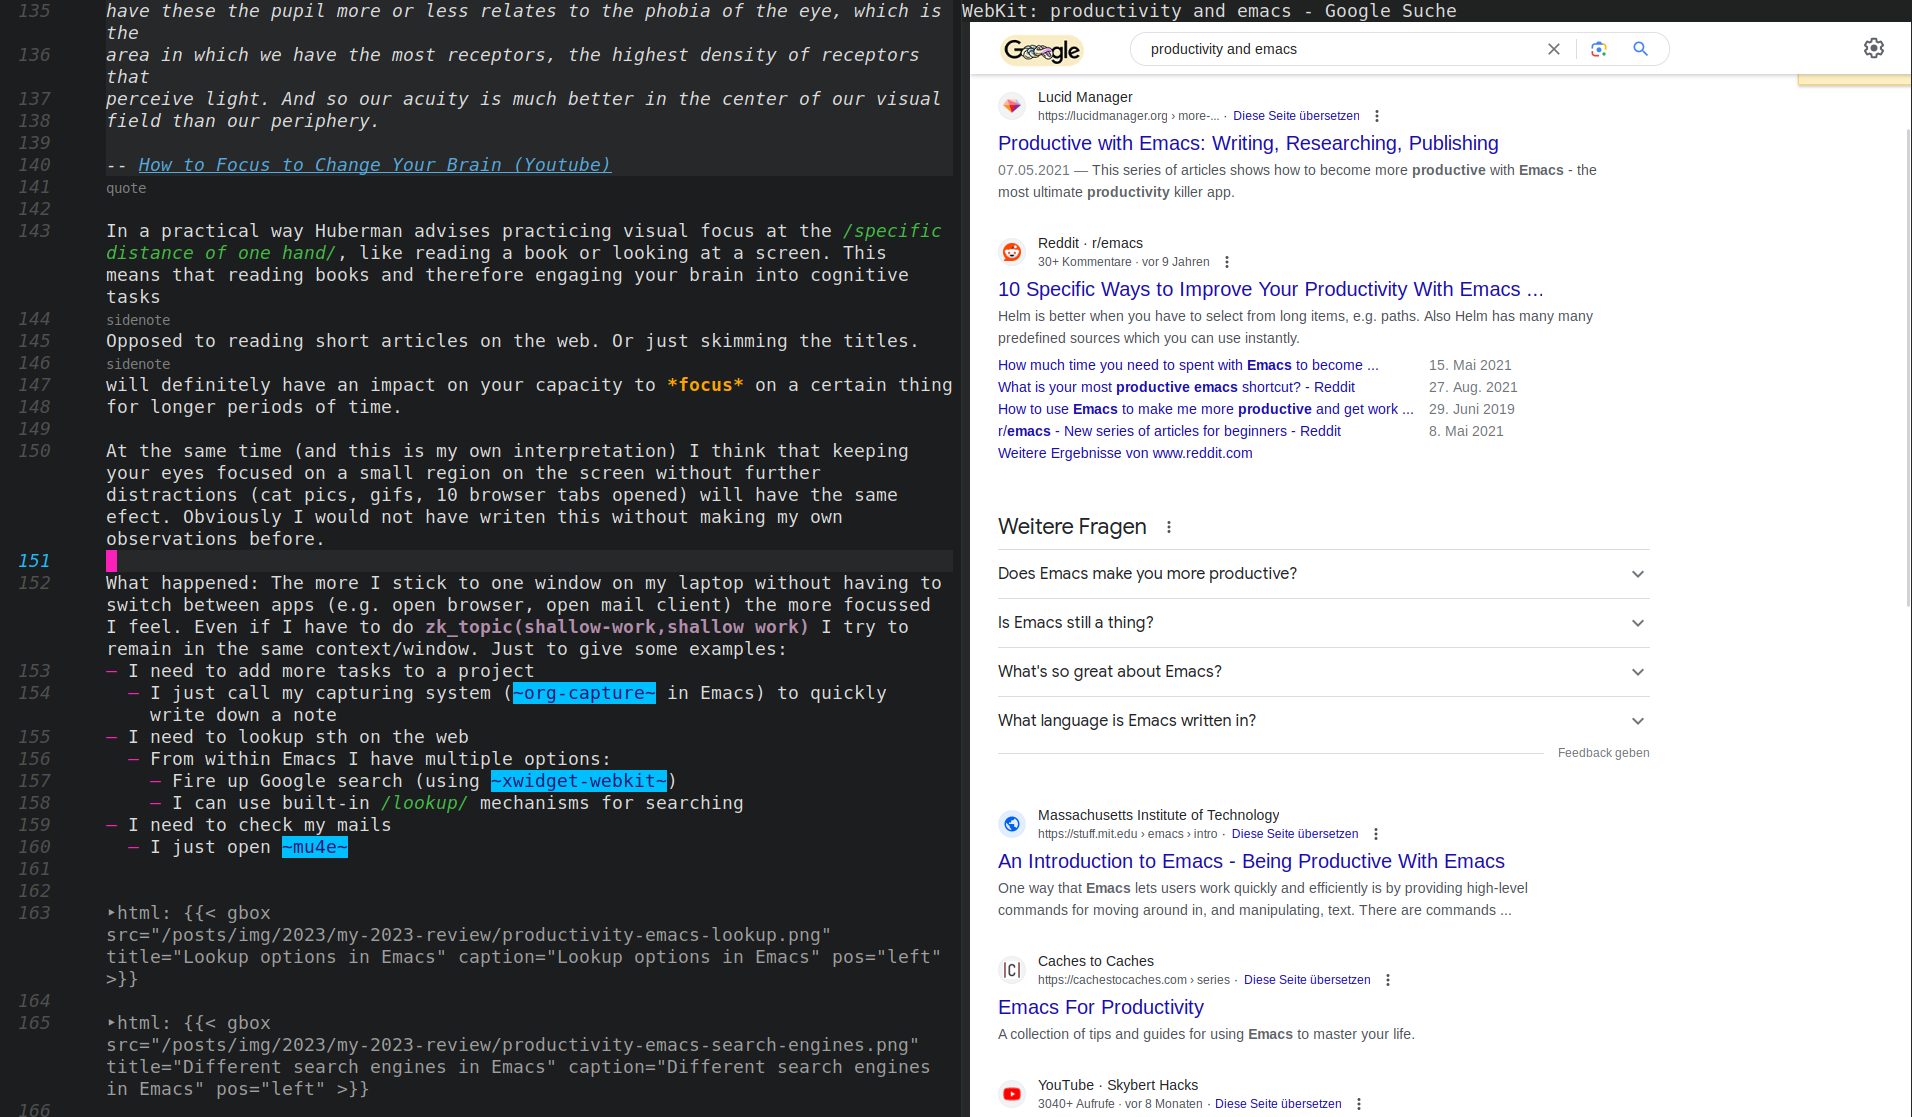 135 have these the pupil more or less relates to the phobia of the eye, which is
the
136 area in which we have the most receptors, the highest density of receptors
that
137 perceive light. And so our acuity is much better in the center of our visual
138 field than our periphery.
139
140 -- How to Focus to Change Your Brain (Youtube)
141 quote
142
143 In a practical way Huberman advises practicing visual focus at the /specific
distance of one hand/, like reading a book or looking at a screen. This
means that reading books and therefore engaging your brain into cognitive
tasks
144 sidenote
145 Opposed to reading short articles on the web. Or just skimming the titles.
146 sidenote
147 will definitely have an impact on your capacity to *focus* on a certain thing
148 for longer periods of time.
149
150 At the same time (and this is my own interpretation) I think that keeping
your eyes focused on a small region on the screen without further
distractions (cat pics, gifs, 10 browser tabs opened) will have the same
efect. Obviously I would not have writen this without making my own
observations before.
151
152 What happened: The more I stick to one window on my laptop without having to
switch between apps (e.g. open browser, open mail client) the more focussed
I feel. Even if I have to do zk_topic(shallow-work,shallow work) I try to
remain in the same context/window. Just to give some examples:
153 – I need to add more tasks to a project
154 – I just call my capturing system (~org-capture~ in Emacs) to quickly
write down a note
155 – I need to lookup sth on the web
156 – From within Emacs I have multiple options:
157 – Fire up Google search (using ~xwidget-webkit~)
158 – I can use built-in /lookup/ mechanisms for searching
159 – I need to check my mails
160 – I just open ~mu4e~
161
162
163 ‣html: {{< gbox
src="/posts/img/2023/my-2023-review/productivity-emacs-lookup.png"
title="Lookup options in Emacs" caption="Lookup options in Emacs" pos="left"
>}}
164
165 ‣html: {{< gbox
src="/posts/img/2023/my-2023-review/productivity-emacs-search-engines.png"
title="Different search engines in Emacs" caption="Different search engines
in Emacs" pos="left" >}}
166
WebKit: productivity and emacs - Google Suche
Google
productivity and emacs
Lucid Manager
https://lucidmanager.org › more-... · Diese Seite übersetzen
Productive with Emacs: Writing, Researching, Publishing
07.05.2021 — This series of articles shows how to become more productive with Emacs - the
most ultimate productivity killer app.
Reddit · r/emacs
30+ Kommentare · vor 9 Jahren
10 Specific Ways to Improve Your Productivity With Emacs ...
Helm is better when you have to select from long items, e.g. paths. Also Helm has many many
predefined sources which you can use instantly.
How much time you need to spent with Emacs to become ... 15. Mai 2021
What is your most productive emacs shortcut? - Reddit 27. Aug. 2021
How to use Emacs to make me more productive and get work ... 29. Juni 2019
r/emacs - New series of articles for beginners - Reddit 8. Mai 2021
Weitere Ergebnisse von www.reddit.com
Weitere Fragen
Does Emacs make you more productive?
Is Emacs still a thing?
What's so great about Emacs?
What language is Emacs written in?
Feedback geben
Massachusetts Institute of Technology
https://stuff.mit.edu › emacs › intro · Diese Seite übersetzen
An Introduction to Emacs - Being Productive With Emacs
One way that Emacs lets users work quickly and efficiently is by providing high-level
commands for moving around in, and manipulating, text. There are commands ...
|C|
Caches to Caches
https://cachestocaches.com › series · Diese Seite übersetzen
Emacs For Productivity
A collection of tips and guides for using Emacs to master your life.
YouTube · Skybert Hacks
3040+ Aufrufe · vor 8 Monaten · Diese Seite übersetzen